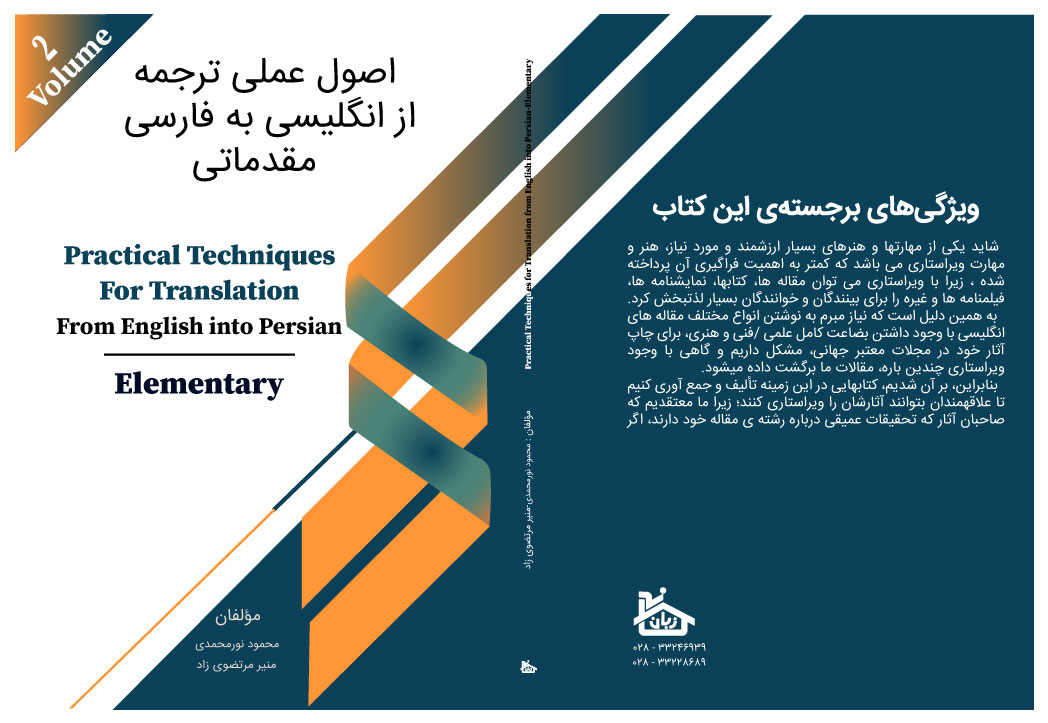 2
Volume
اصول عملی ترجمه
از انگلیسی به فارسی
مقدماتی
Practical Techniques
For Translation
From English into Persian
Elementary
مؤلفان
محمود نورمحمدی
منیر مرتضوی زاد
Practical Techniques for Translation from English into Persian-Elementary
مؤلفان : محمود نورمحمدی-منیر مرتضوی زاد
ویژگی‌های برجسته‌ی این کتاب
شاید یکی از مهارتها و هنرهای بسیار ارزشمند و مورد نیاز، هنر و
مهارت ویراستاری می باشد که کمتر به اهمیت فراگیری آن پرداخته
شده ، زیرا با ویراستاری می توان مقاله ها، کتابها، نمایشنامه ها،
فیلمنامه ها و غیره را برای بینندگان و خوانندگان بسیار لذتبخش کرد.
به همین دلیل است که نیاز مبرم به نوشتن انواع مختلف مقاله های
انگلیسی با وجود داشتن بضاعت کامل علمی /فنی و هنری، برای چاپ
آثار خود در مجلات معتبر جهانی، مشکل داریم و گاهی با وجود
ویراستاری چندین باره، مقالات ما برگشت داده میشود.
بنابراین، بر آن شدیم، کتابهایی در این زمینه تألیف و جمع آوری کنیم
تا علاقهمندان بتوانند آثارشان را ویراستاری کنند؛ زیرا ما معتقدیم که
صاحبان آثار که تحقیقات عمیقی درباره رشته ی مقاله خود دارند، اگر
زبان
۰۲۸ - ۳۳۲۴۶۹۳۹
۰۲۸ - ۳۳۲۲۸۶۸۹